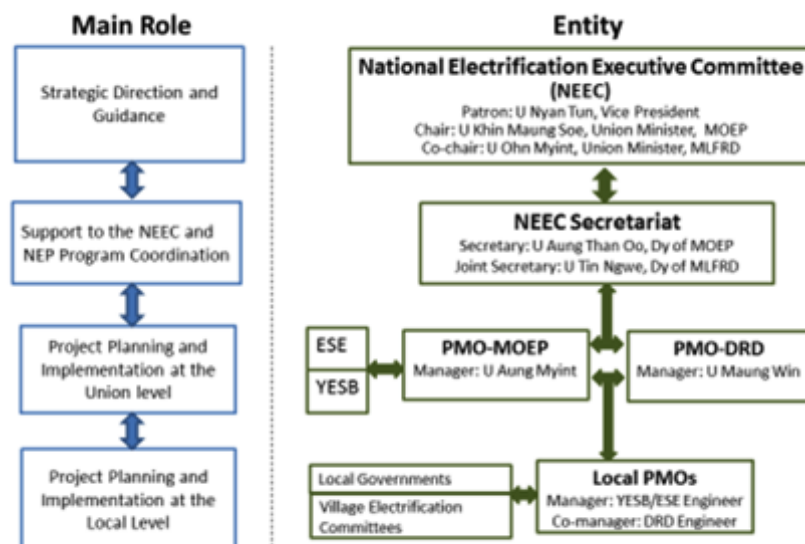 Main Role
Entity
Strategic Direction and
Guidance
National Electrification Executive Committee
(NEEC)
Patron: U Nyan Tun, Vice President
Chair: U Khin Maung Soe, Union Minister, MOEP
Co-chair: U Ohn Myint, Union Minister, MLFRD
Support to the NEEC and
NEP Program Coordination
NEEC Secretariat
Secretary: U Aung Than Oo, Dy of MOEP
Joint Secretary: U Tin Ngwe, Dy of MLFRD
Project Planning and
Implementation at the
Union level
ESE
YESB
PMO-MOEP
Manager: U Aung Myint
PMO-DRD
Manager: U Maung Win
Project Planning and
Implementation at the
Local Level
Local Governments
Village Electrification
Committees
Local PMOs
Manager: YESB/ESE Engineer
Co-manager: DRD Engineer